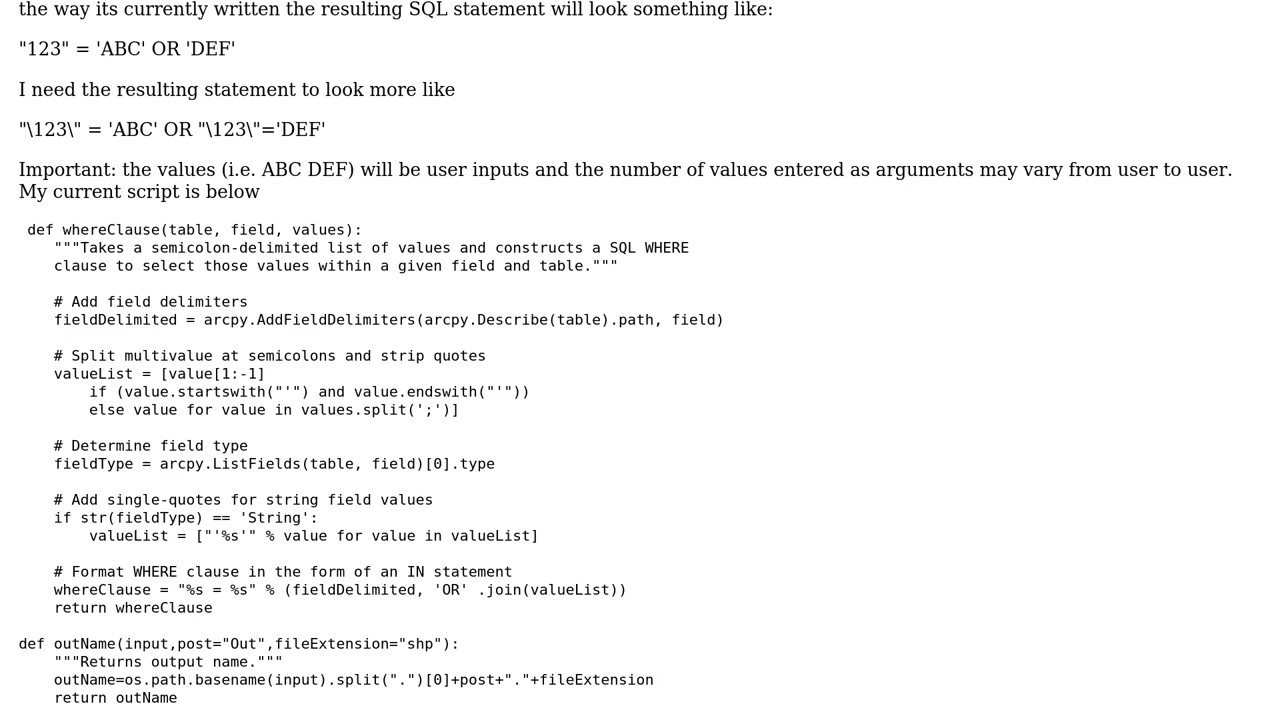 the way its currently written the resulting SQL statement will look something like:
"123" = 'ABC' OR 'DEF'
I need the resulting statement to look more like
"\123\" = 'ABC' OR "\123\"='DEF'
Important: the values (i.e. ABC DEF) will be user inputs and the number of values entered as arguments may vary from user to user.
My current script is below
def whereClause(table, field, values):
    """Takes a semicolon-delimited list of values and constructs a SQL WHERE
    clause to select those values within a given field and table."""
    # Add field delimiters
    fieldDelimited = arcpy.AddFieldDelimiters(arcpy.Describe(table).path, field)
    # Split multivalue at semicolons and strip quotes
    valueList = [value[1:-1]
        if (value.startswith("'") and value.endswith("'"))
        else value for value in values.split(';')]
    # Determine field type
    fieldType = arcpy.ListFields(table, field)[0].type
    # Add single-quotes for string field values
    if str(fieldType) == 'String':
        valueList = ["'%s'" % value for value in valueList]
    # Format WHERE clause in the form of an IN statement
    whereClause = "%s = %s" % (fieldDelimited, 'OR' .join(valueList))
    return whereClause
def outName(input,post="Out",fileExtension="shp"):
    """Returns output name."""
    outName=os.path.basename(input).split(".")[0]+post+"."+fileExtension
    return outName